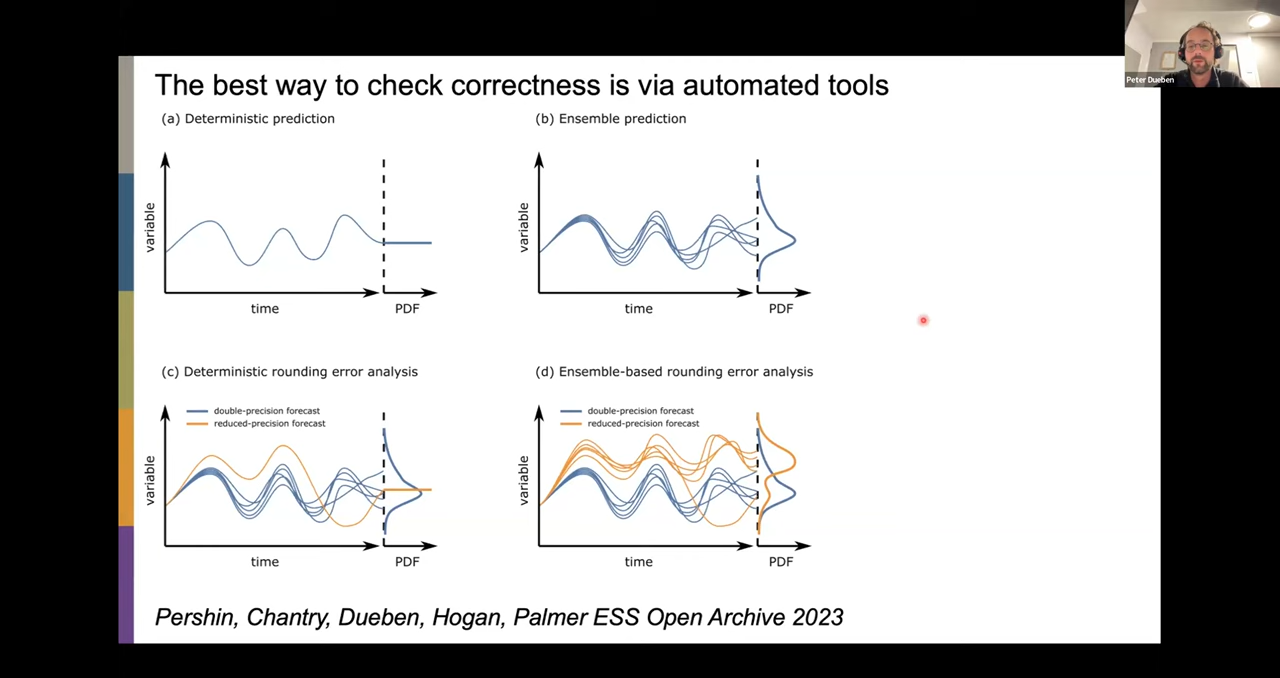 Peter Dueben
The best way to check correctness is via automated tools
(a) Deterministic prediction
variable
time
PDF
(b) Ensemble prediction
variable
time
PDF
(c) Deterministic rounding error analysis
double-precision forecast
reduced-precision forecast
variable
time
PDF
(d) Ensemble-based rounding error analysis
double-precision forecast
reduced-precision forecast
variable
time
PDF
Pershin, Chantry, Dueben, Hogan, Palmer ESS Open Archive 2023